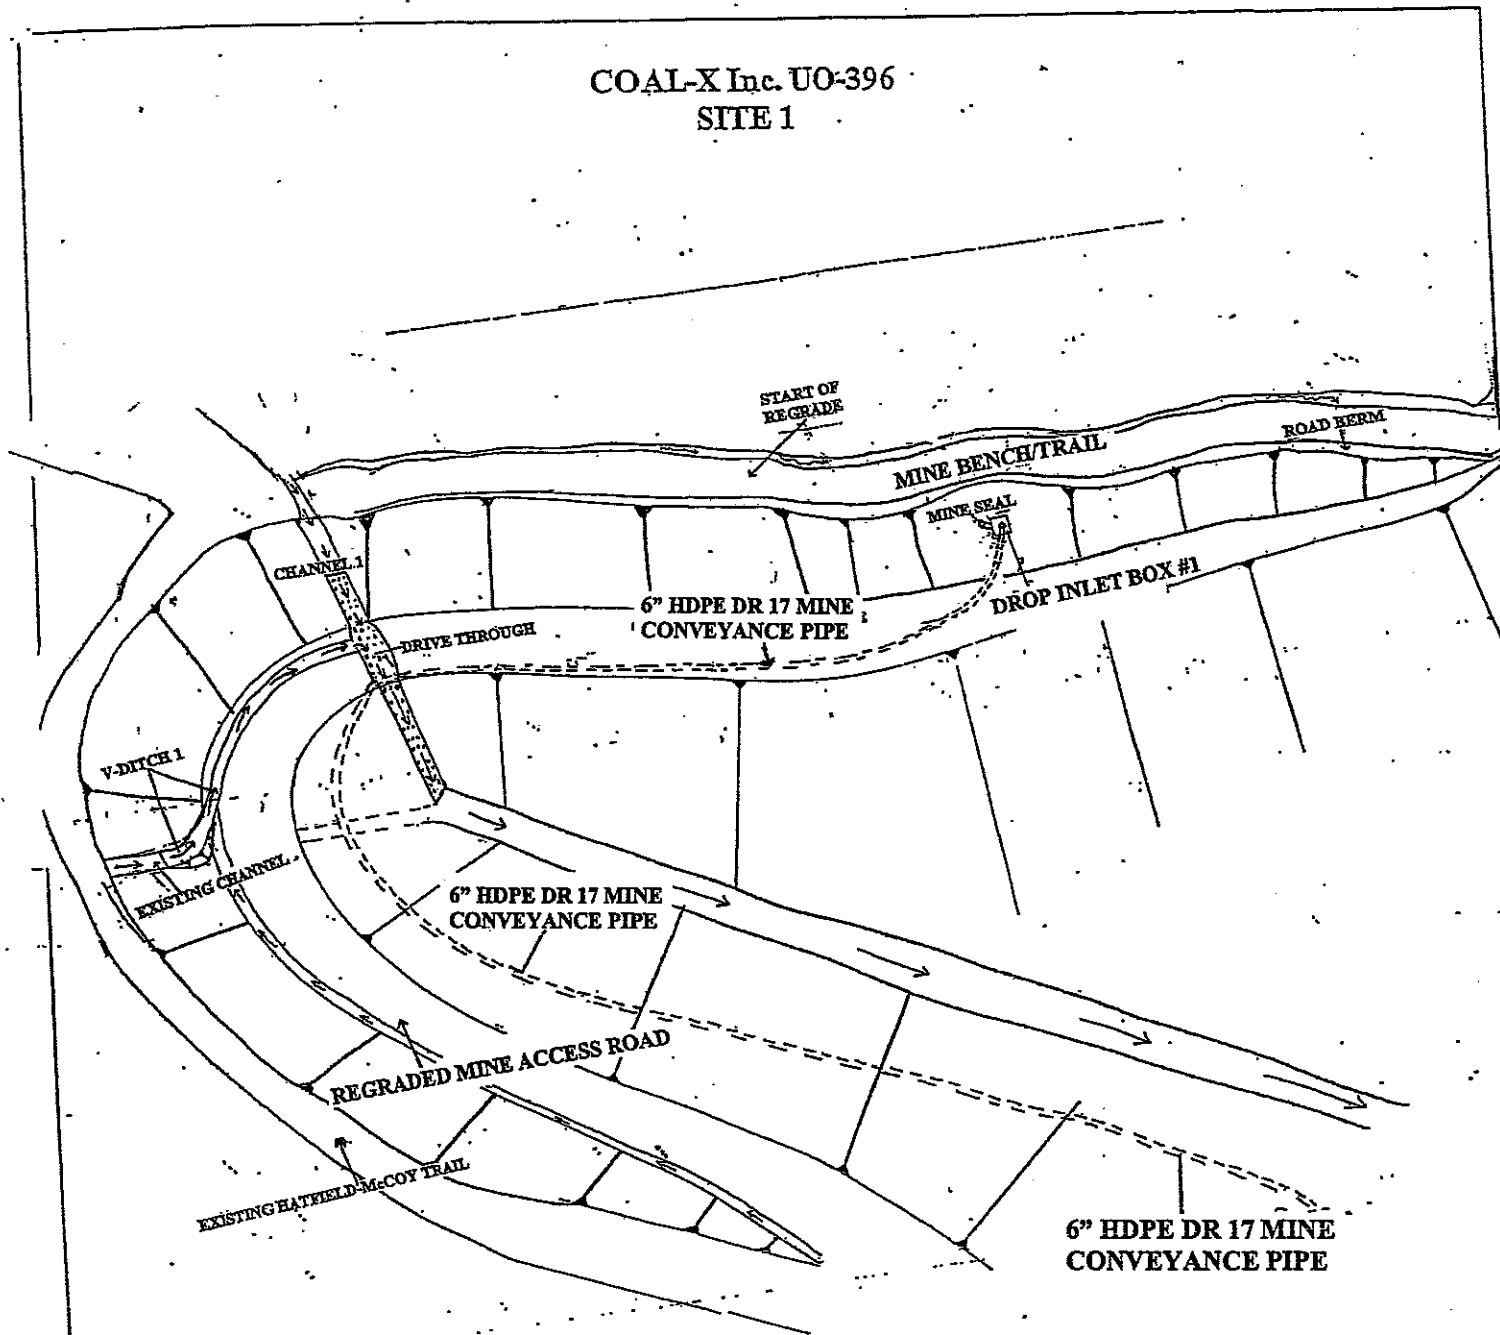 COAL-X Inc. UO-396
SITE 1
START OF
REGRADE
ROAD BERM
MINE BENCH/TRAIL
MINE SEAL
CHANNEL 1
DROP INLET BOX #1
6” HDPE DR 17 MINE
CONVEYANCE PIPE
DRIVE THROUGH
V-DITCH 1
EXISTING CHANNEL
6” HDPE DR 17 MINE
CONVEYANCE PIPE
REGRADED MINE ACCESS ROAD
EXISTING HATFIELD-McCOY TRAIL
6” HDPE DR 17 MINE
CONVEYANCE PIPE